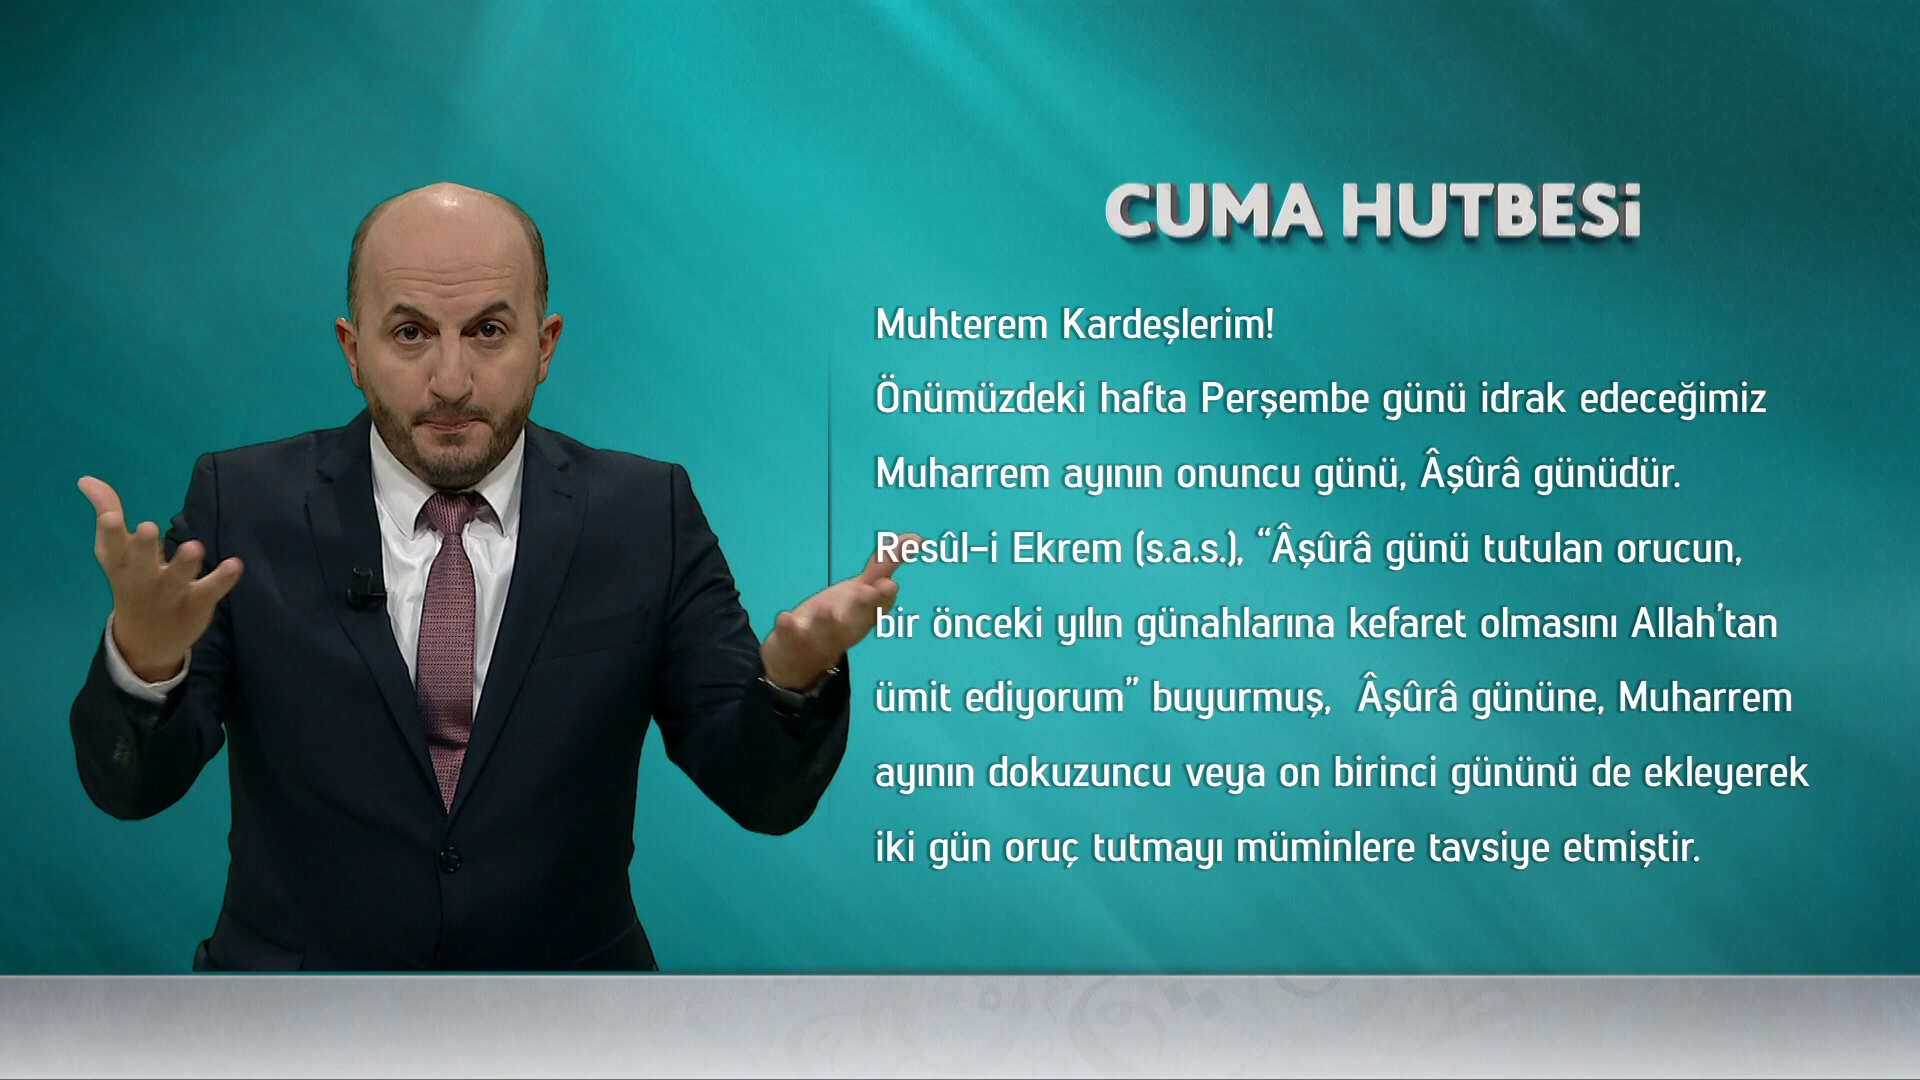 CUMA HUTBESİ
Muhterem Kardeşlerim!
Önümüzdeki hafta Perşembe günü idrak edeceğimiz
Muharrem ayının onuncu günü, Âşûrâ günüdür.
Resûl-i Ekrem (s.a.s.), “Âşûrâ günü tutulan orucun,
bir önceki yılın günahlarına kefaret olmasını Allah’tan
ümit ediyorum” buyurmuş, Âşûrâ gününe, Muharrem
ayının dokuzuncu veya on birinci gününü de ekleyerek
iki gün oruç tutmayı müminlere tavsiye etmiştir.